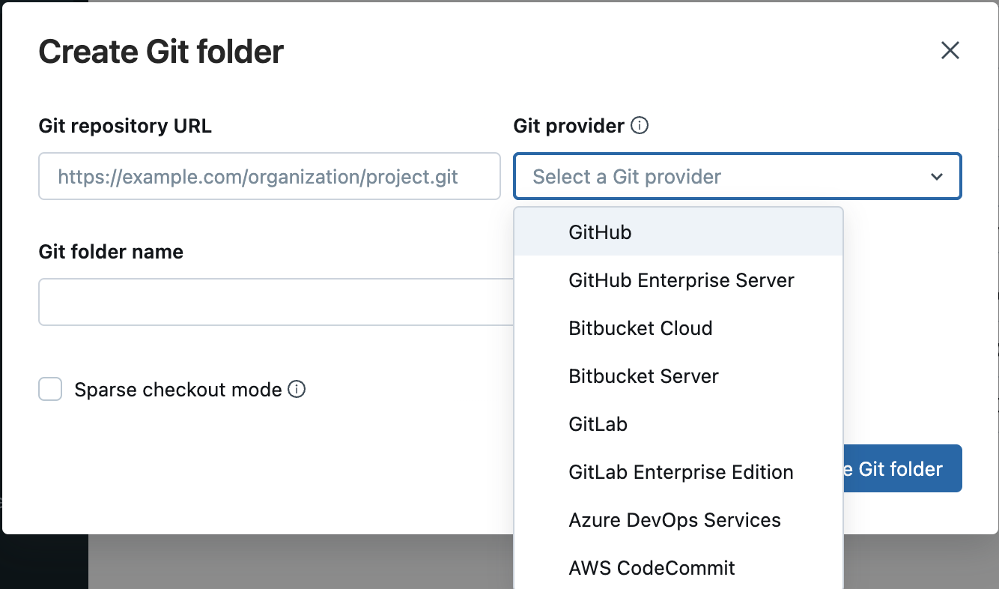 Create Git folder
Git repository URL
Git provider
https://example.com/organization/project.git
Select a Git provider
GitHub
Git folder name
GitHub Enterprise Server
Bitbucket Cloud
Bitbucket Server
Sparse checkout mode
GitLab
GitLab Enterprise Edition
e Git folder
Azure DevOps Services
AWS CodeCommit